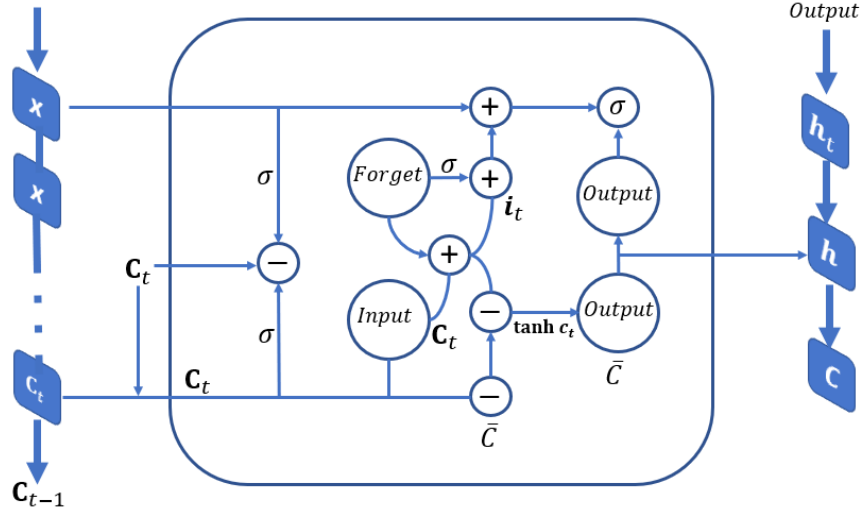 Output
x
+
σ
h_t
Forget
σ
+
x
σ
Output
i_t
C_t
−
+
h
Input
−
tanh c_t
Output
σ
C_t
C̄
C
C_t
C_t
−
C̄
C_{t−1}